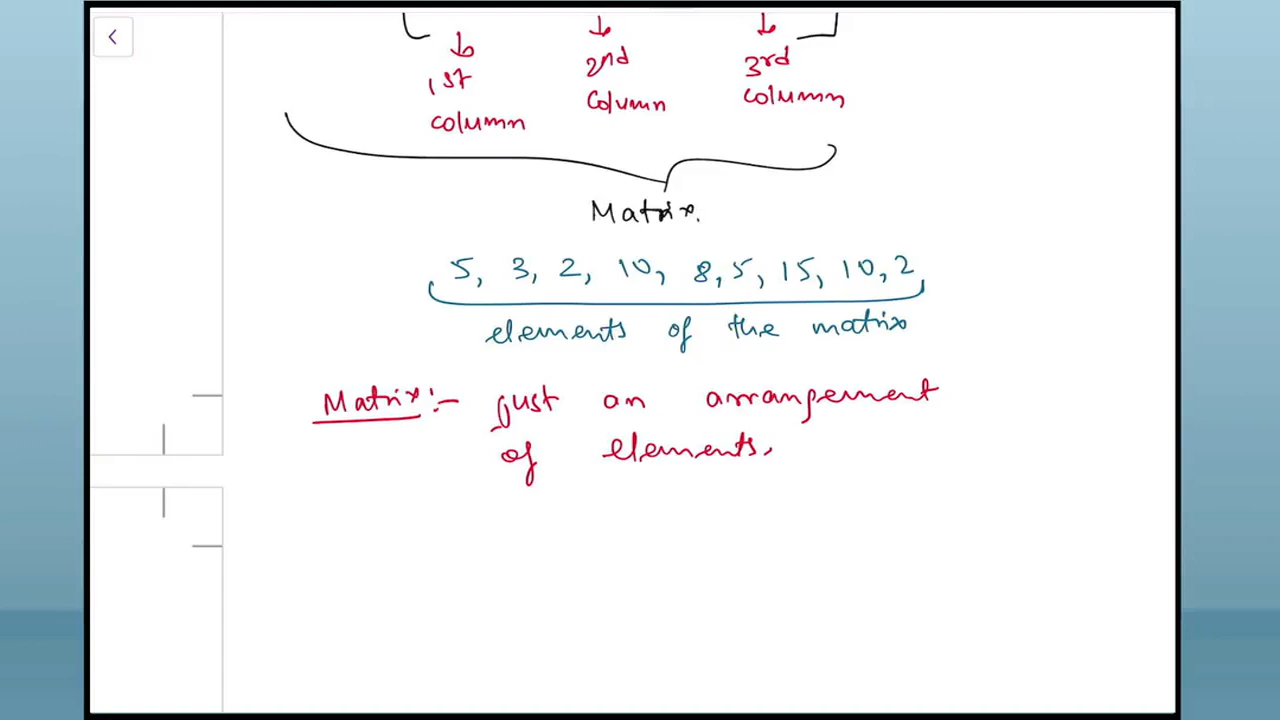 1st column
2nd column
3rd column
Matrix.
5, 3, 2, 10, 8, 5, 15, 10, 2
elements of the matrix
Matrix :- just an arrangement
of elements.